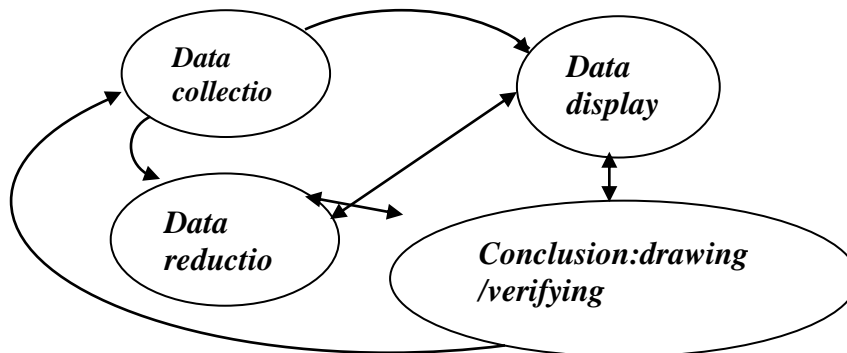 Data
collectio
Data
display
Data
reductio
Conclusion:drawing
/verifying